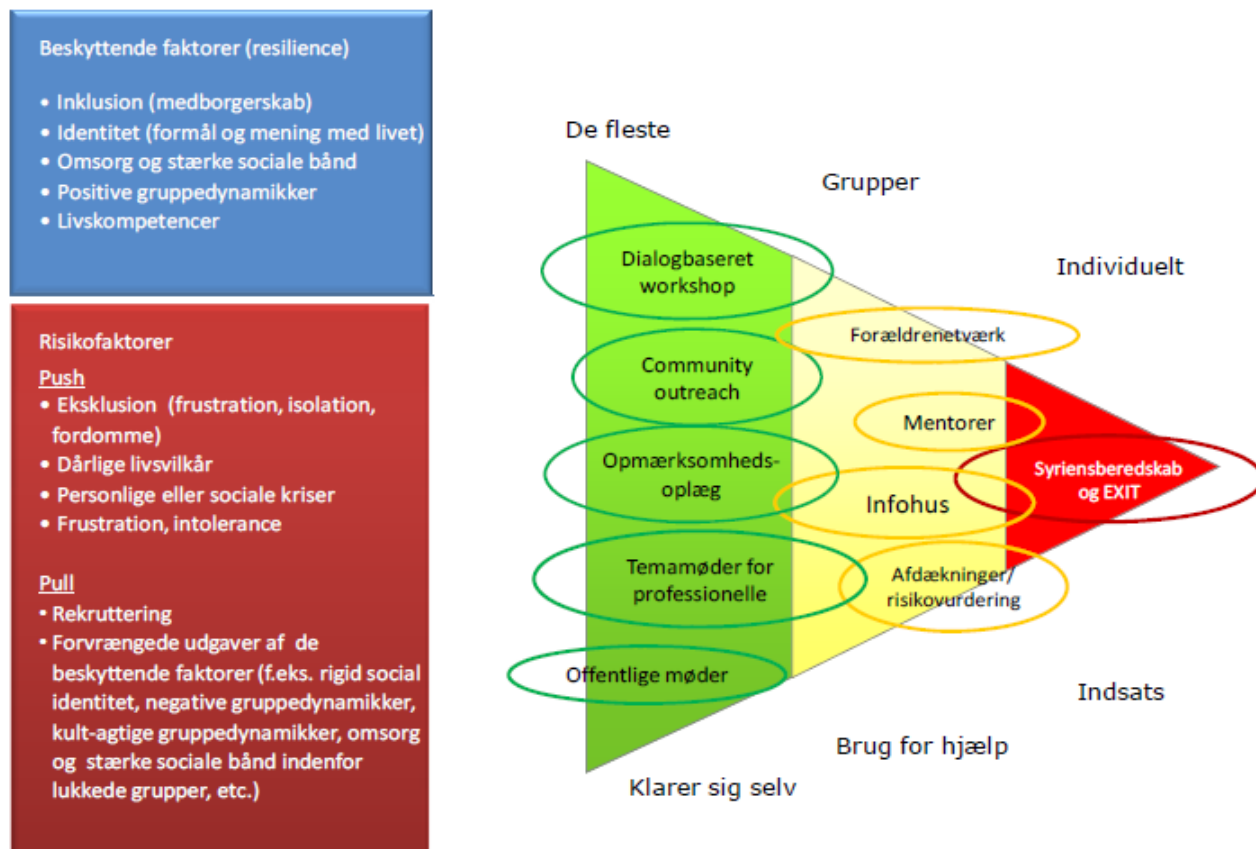 Beskyttende faktorer (resilience)
• Inklusion (medborgerskab)
• Identitet (formål og mening med livet)
• Omsorg og stærke sociale bånd
• Positive gruppedynamikker
• Livskompetencer
Risikofaktorer
Push
• Eksklusion (frustration, isolation,
fordomme)
• Dårlige livsvilkår
• Personlige eller sociale kriser
• Frustration, intolerance
Pull
• Rekruttering
• Forvrængede udgaver af de
beskyttende faktorer (f.eks. rigid social
identitet, negative gruppedynamikker,
kult-agtige gruppedynamikker, omsorg
og stærke sociale bånd indenfor
lukkede grupper, etc.)
De fleste
Grupper
Individuelt
Dialogbaseret
workshop
Community
outreach
Opmærksomheds-
oplæg
Temamøder for
professionelle
Offentlige møder
Forældrenetværk
Mentorer
Infohus
Afdækninger/
risikovurdering
Syriensberedskab
og EXIT
Klarer sig selv
Brug for hjælp
Indsats